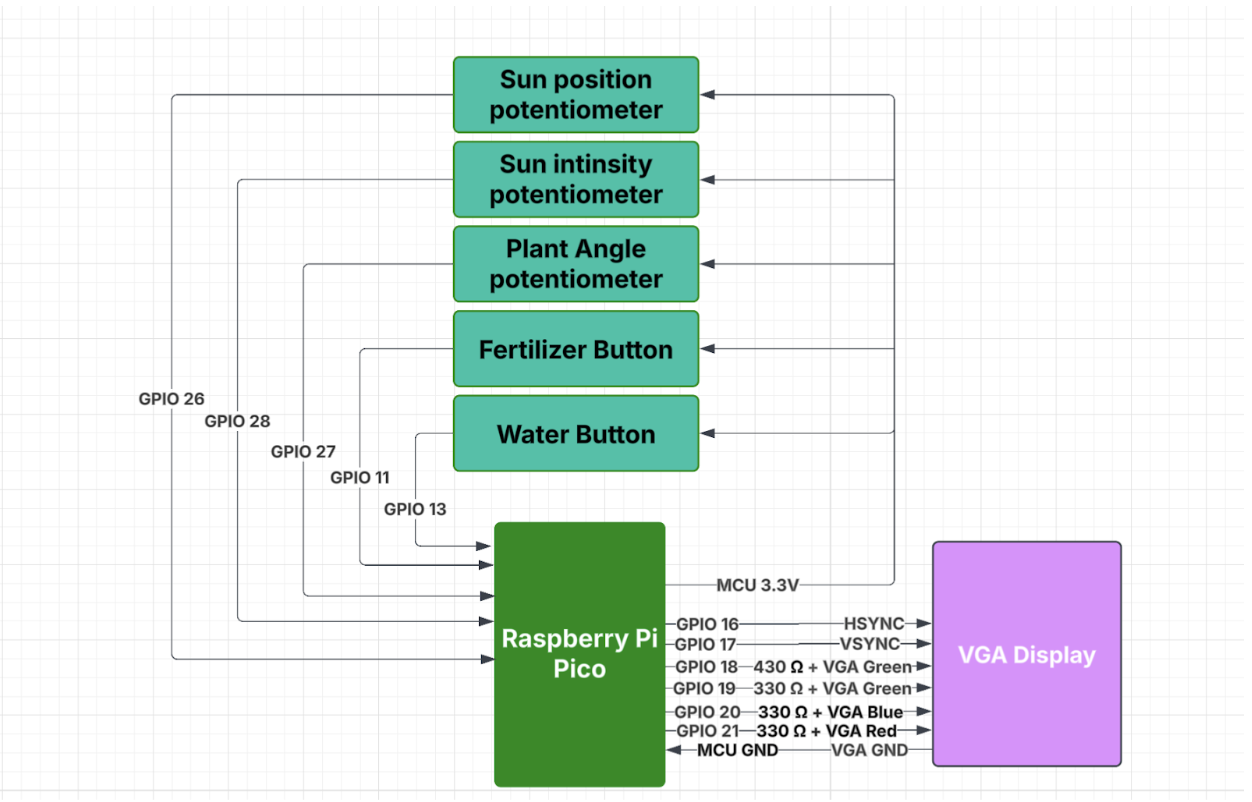 Sun position
potentiometer
Sun intinsity
potentiometer
Plant Angle
potentiometer
Fertilizer Button
Water Button
GPIO 26
GPIO 28
GPIO 27
GPIO 11
GPIO 13
Raspberry Pi
Pico
MCU 3.3V
GPIO 16 HSYNC
GPIO 17 VSYNC
GPIO 18 430 Ω + VGA Green
GPIO 19 330 Ω + VGA Green
GPIO 20 330 Ω + VGA Blue
GPIO 21 330 Ω + VGA Red
MCU GND VGA GND
VGA Display